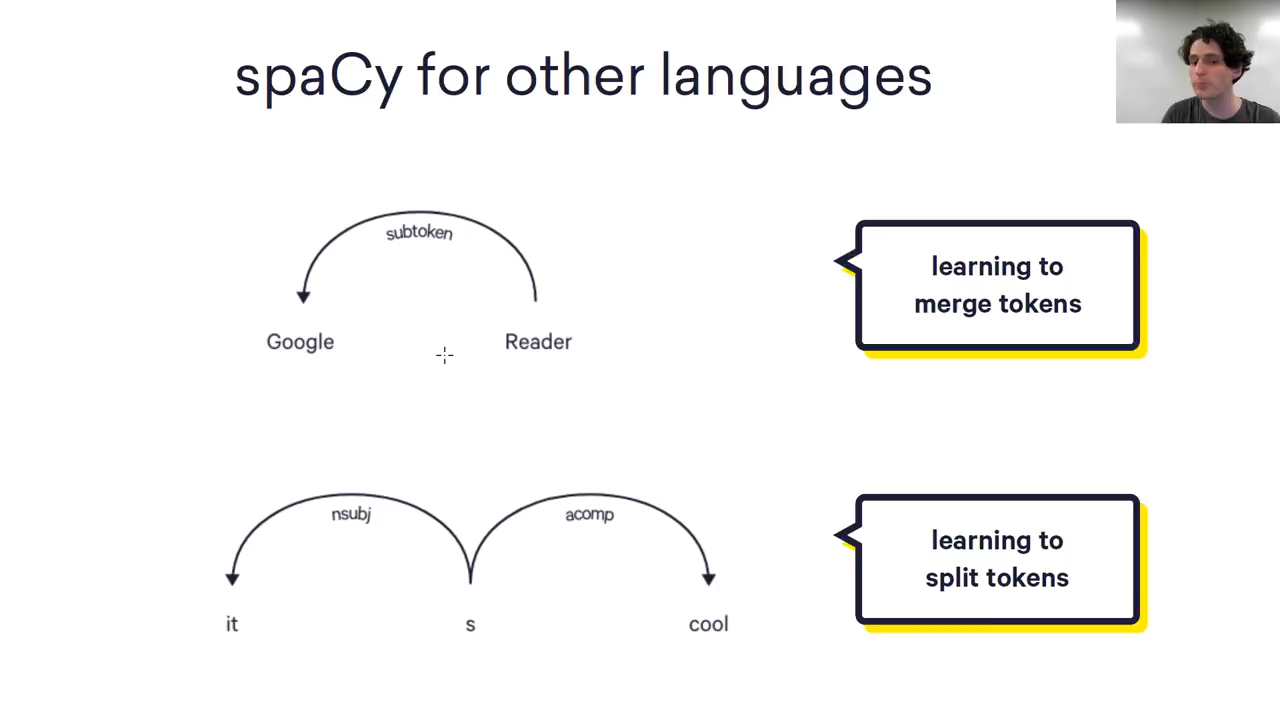 spaCy for other languages
subtoken
Google Reader
learning to
merge tokens
nsubj acomp
it s cool
learning to
split tokens